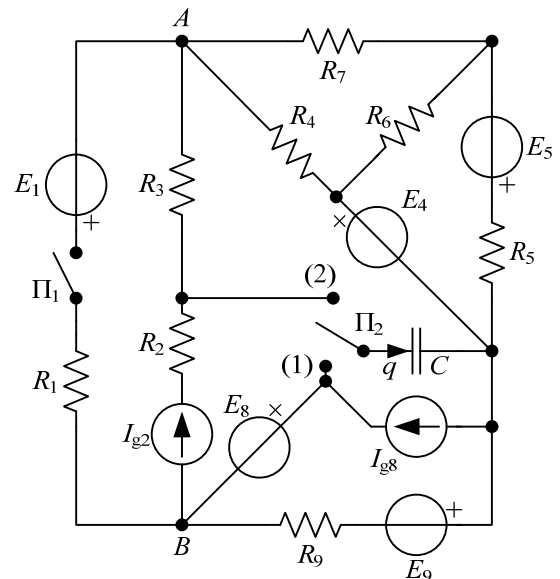 A
R7
R4
R6
E1
+
R3
E4
+
E5
+
R5
Π1
(2)
R2
Π2
(1)
q
C
R1
Ig2
E8
+
Ig8
B
R9
E9
+